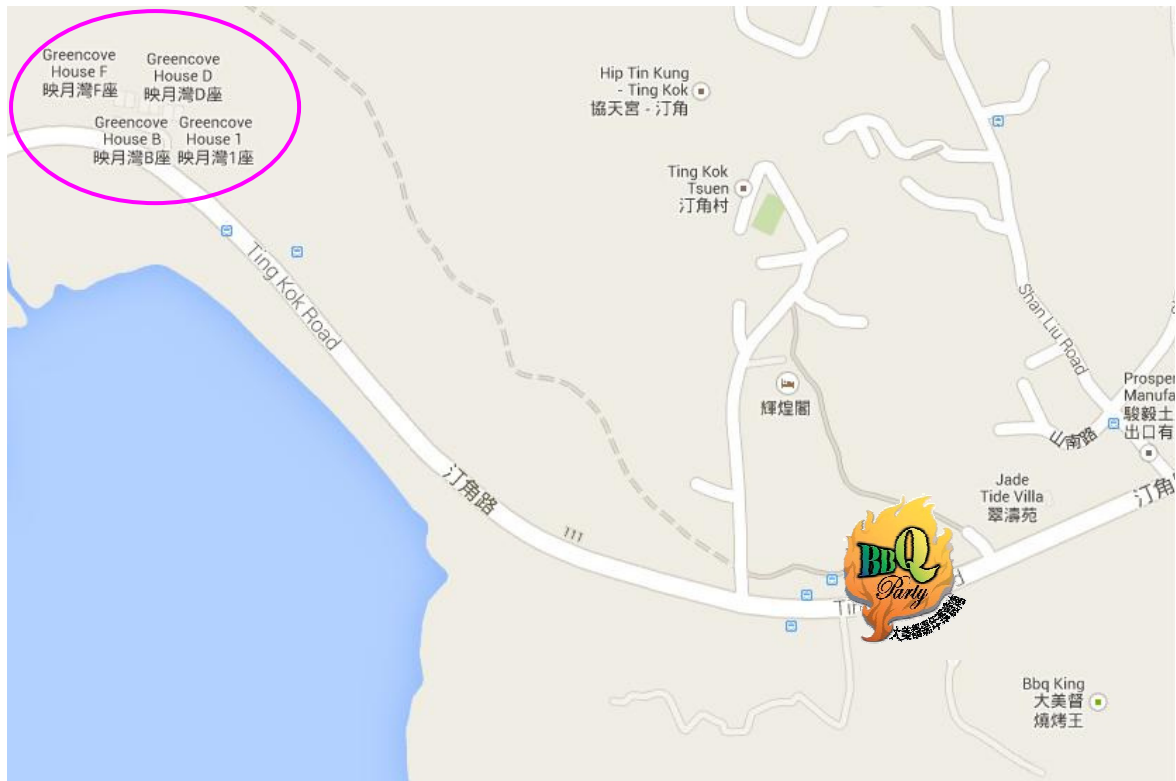 Greencove
House F
映月灣F座
Greencove
House D
映月灣D座
Greencove
House B
映月灣B座
Greencove
House 1
映月灣1座
Hip Tin Kung
- Ting Kok
協天宮 - 汀角
Ting Kok
Tsuen
汀角村
Ting Kok Road
Shan Liu Road
輝煌閣
Prosper
Manufa
駿毅土
出口有
山南路
汀角路
Jade
Tide Villa
翠濤苑
汀角
111
BBQ
Party
Bbq King
大美督
燒烤王